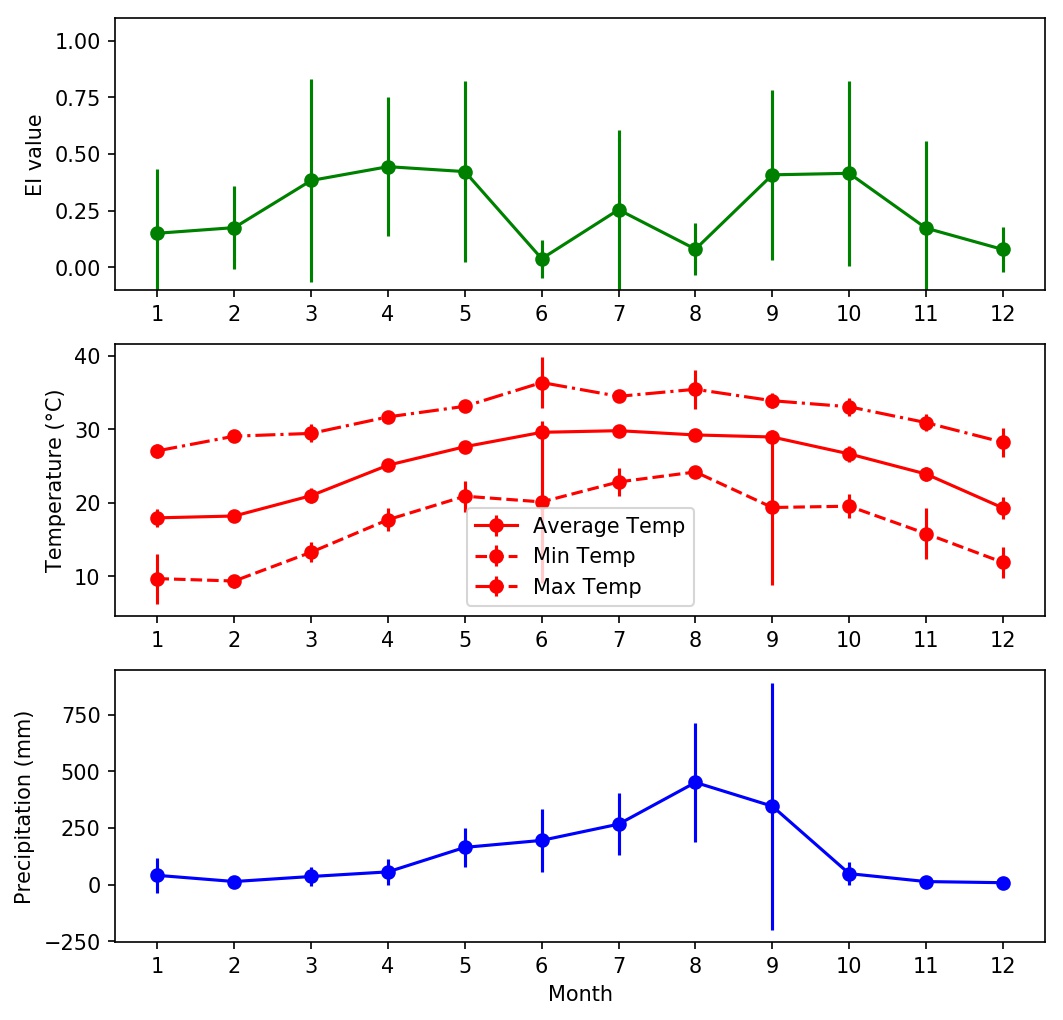 EI value
1.00
0.75
0.50
0.25
0.00
1 2 3 4 5 6 7 8 9 10 11 12
Temperature (°C)
40
30
20
10
Average Temp
Min Temp
Max Temp
1 2 3 4 5 6 7 8 9 10 11 12
Precipitation (mm)
750
500
250
0
−250
1 2 3 4 5 6 7 8 9 10 11 12
Month